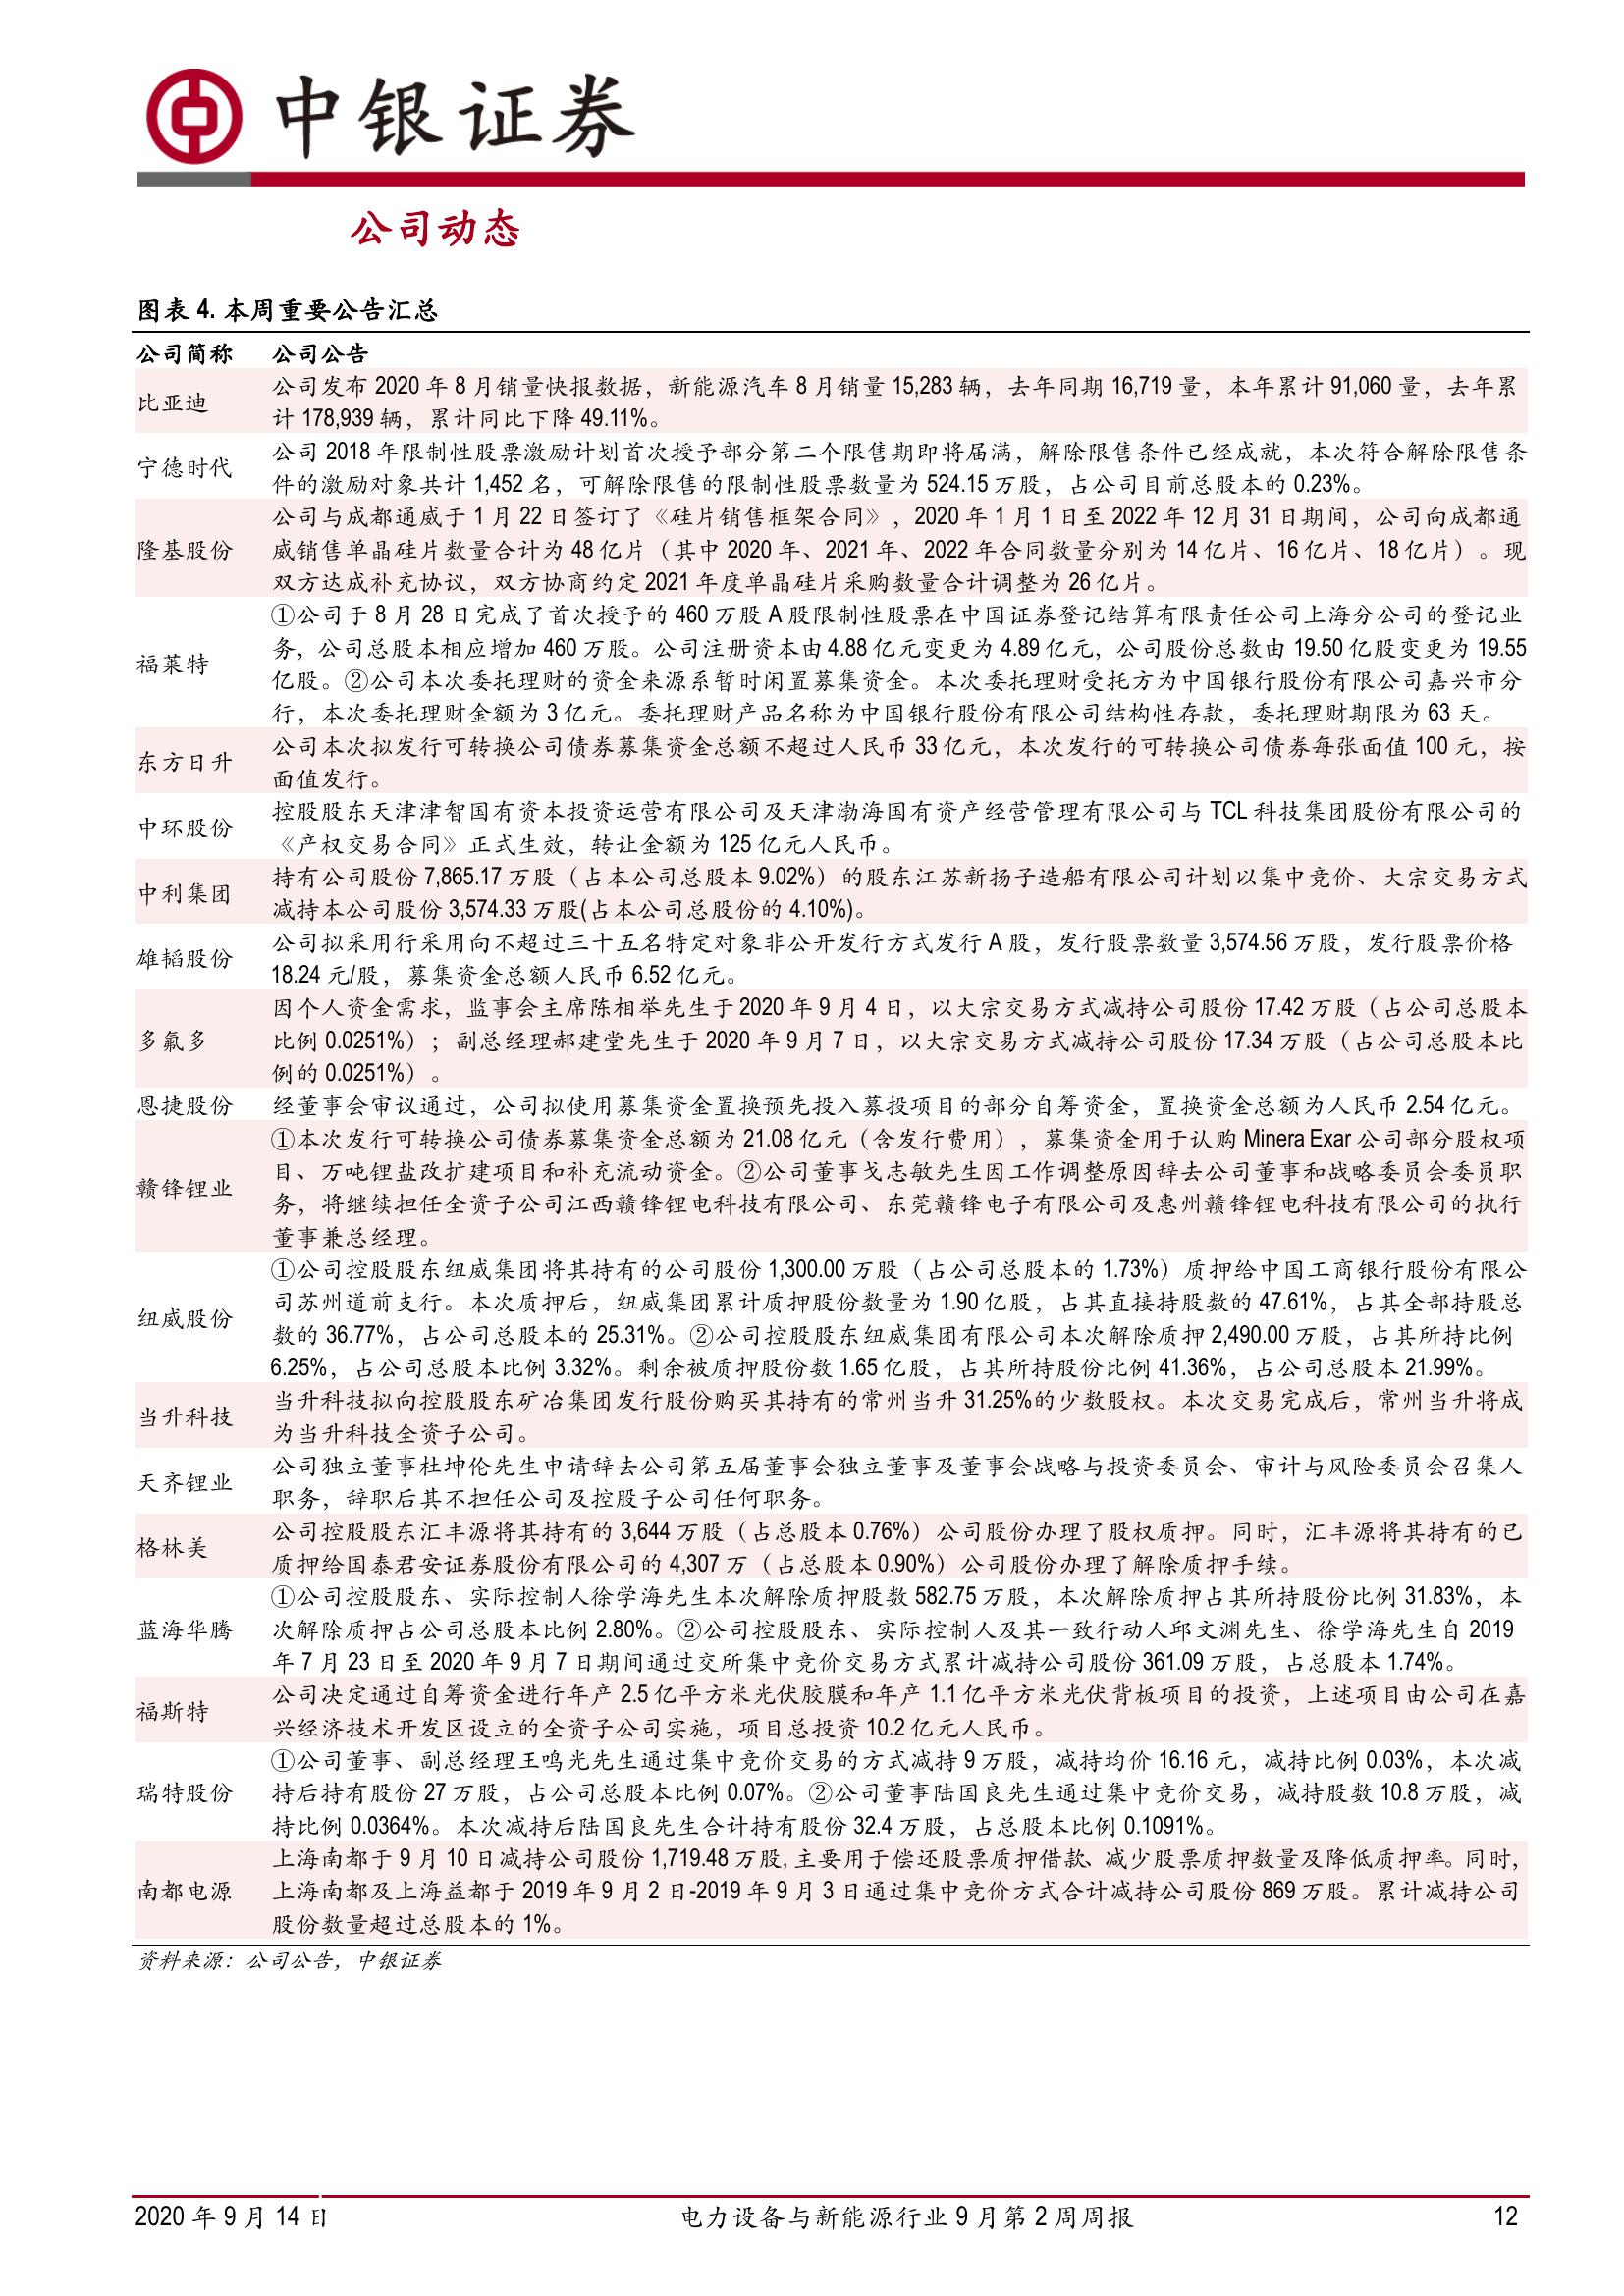 中银证券
公司动态
图表 4. 本周重要公告汇总
公司简称 公司公告
比亚迪
公司发布 2020 年 8 月销量快报数据，新能源汽车 8 月销量 15,283 辆，去年同期 16,719 量，本年累计 91,060 量，去年累
计 178,939 辆，累计同比下降 49.11%。
宁德时代
公司 2018 年限制性股票激励计划首次授予部分第二个限售期即将届满，解除限售条件已经成就，本次符合解除限售条
件的激励对象共计 1,452 名，可解除限售的限制性股票数量为 524.15 万股，占公司目前总股本的 0.23%。
隆基股份
公司与成都通威于 1 月 22 日签订了《硅片销售框架合同》，2020 年 1 月 1 日至 2022 年 12 月 31 日期间，公司向成都通
威销售单晶硅片数量合计为 48 亿片（其中 2020 年、2021 年、2022 年合同数量分别为 14 亿片、16 亿片、18 亿片）。现
双方达成补充协议，双方协商约定 2021 年度单晶硅片采购数量合计调整为 26 亿片。
福莱特
①公司于 8 月 28 日完成了首次授予的 460 万股 A 股限制性股票在中国证券登记结算有限责任公司上海分公司的登记业
务，公司总股本相应增加 460 万股。公司注册资本由 4.88 亿元变更为 4.89 亿元，公司股份总数由 19.50 亿股变更为 19.55
亿股。②公司本次委托理财的资金来源系暂时闲置募集资金。本次委托理财受托方为中国银行股份有限公司嘉兴市分
行，本次委托理财金额为 3 亿元。委托理财产品名称为中国银行股份有限公司结构性存款，委托理财期限为 63 天。
东方日升
公司本次拟发行可转换公司债券募集资金总额不超过人民币 33 亿元，本次发行的可转换公司债券每张面值 100 元，按
面值发行。
中环股份
控股股东天津津智国有资本投资运营有限公司及天津渤海国有资产经营管理有限公司与 TCL 科技集团股份有限公司的
《产权交易合同》正式生效，转让金额为 125 亿元人民币。
中利集团
持有公司股份 7,865.17 万股（占本公司总股本 9.02%）的股东江苏新扬子造船有限公司计划以集中竞价、大宗交易方式
减持本公司股份 3,574.33 万股(占本公司总股份的 4.10%)。
雄韬股份
公司拟采用行采用向不超过三十五名特定对象非公开发行方式发行 A 股，发行股票数量 3,574.56 万股，发行股票价格
18.24 元/股，募集资金总额人民币 6.52 亿元。
多氟多
因个人资金需求，监事会主席陈相举先生于 2020 年 9 月 4 日，以大宗交易方式减持公司股份 17.42 万股（占公司总股本
比例 0.0251%）；副总经理郝建堂先生于 2020 年 9 月 7 日，以大宗交易方式减持公司股份 17.34 万股（占公司总股本比
例的 0.0251%）。
恩捷股份 经董事会审议通过，公司拟使用募集资金置换预先投入募投项目的部分自筹资金，置换资金总额为人民币 2.54 亿元。
赣锋锂业
①本次发行可转换公司债券募集资金总额为 21.08 亿元（含发行费用），募集资金用于认购 Minera Exar 公司部分股权项
目、万吨锂盐改扩建项目和补充流动资金。②公司董事戈志敏先生因工作调整原因辞去公司董事和战略委员会委员职
务，将继续担任全资子公司江西赣锋锂电科技有限公司、东莞赣锋电子有限公司及惠州赣锋锂电科技有限公司的执行
董事兼总经理。
纽威股份
①公司控股股东纽威集团将其持有的公司股份 1,300.00 万股（占公司总股本的 1.73%）质押给中国工商银行股份有限公
司苏州道前支行。本次质押后，纽威集团累计质押股份数量为 1.90 亿股，占其直接持股数的 47.61%，占其全部持股总
数的 36.77%，占公司总股本的 25.31%。②公司控股股东纽威集团有限公司本次解除质押 2,490.00 万股，占其所持比例
6.25%，占公司总股本比例 3.32%。剩余被质押股份数 1.65 亿股，占其所持股份比例 41.36%，占公司总股本 21.99%。
当升科技
当升科技拟向控股股东矿冶集团发行股份购买其持有的常州当升 31.25%的少数股权。本次交易完成后，常州当升将成
为当升科技全资子公司。
天齐锂业
公司独立董事杜坤伦先生申请辞去公司第五届董事会独立董事及董事会战略与投资委员会、审计与风险委员会召集人
职务，辞职后其不担任公司及控股子公司任何职务。
格林美
公司控股股东汇丰源将其持有的 3,644 万股（占总股本 0.76%）公司股份办理了股权质押。同时，汇丰源将其持有的已
质押给国泰君安证券股份有限公司的 4,307 万（占总股本 0.90%）公司股份办理了解除质押手续。
蓝海华腾
①公司控股股东、实际控制人徐学海先生本次解除质押股数 582.75 万股，本次解除质押占其所持股份比例 31.83%，本
次解除质押占公司总股本比例 2.80%。②公司控股股东、实际控制人及其一致行动人邱文渊先生、徐学海先生自 2019
年 7 月 23 日至 2020 年 9 月 7 日期间通过交所集中竞价交易方式累计减持公司股份 361.09 万股，占总股本 1.74%。
福斯特
公司决定通过自筹资金进行年产 2.5 亿平方米光伏胶膜和年产 1.1 亿平方米光伏背板项目的投资，上述项目由公司在嘉
兴经济技术开发区设立的全资子公司实施，项目总投资 10.2 亿元人民币。
瑞特股份
①公司董事、副总经理王鸣光先生通过集中竞价交易的方式减持 9 万股，减持均价 16.16 元，减持比例 0.03%，本次减
持后持有股份 27 万股，占公司总股本比例 0.07%。②公司董事陆国良先生通过集中竞价交易，减持股数 10.8 万股，减
持比例 0.0364%。本次减持后陆国良先生合计持有股份 32.4 万股，占总股本比例 0.1091%。
南都电源
上海南都于 9 月 10 日减持公司股份 1,719.48 万股,主要用于偿还股票质押借款、减少股票质押数量及降低质押率。同时,
上海南都及上海益都于 2019 年 9 月 2 日-2019 年 9 月 3 日通过集中竞价方式合计减持公司股份 869 万股。累计减持公司
股份数量超过总股本的 1%。
资料来源：公司公告，中银证券
2020 年 9 月 14 日 电力设备与新能源行业 9 月第 2 周周报 12